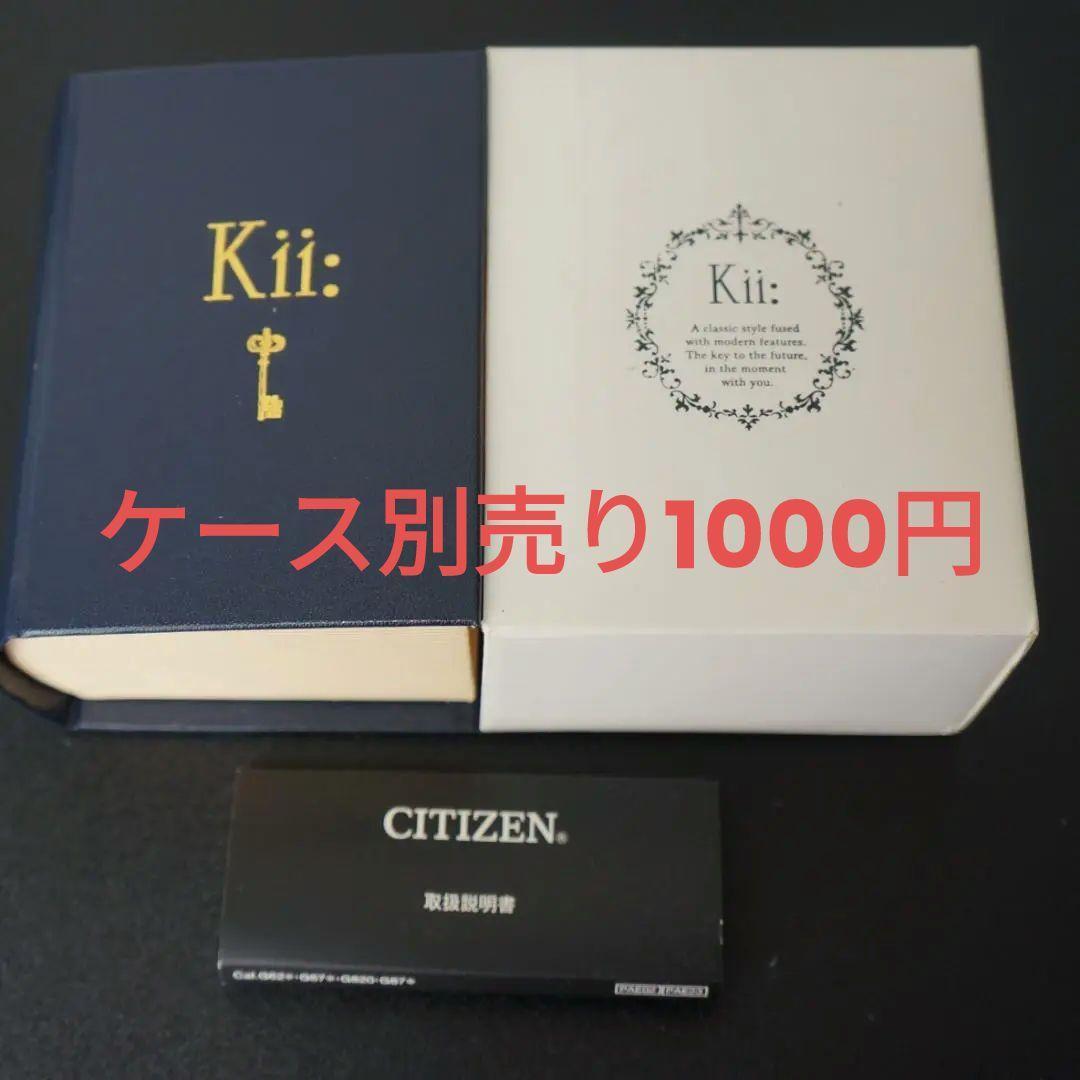 Kii:
Kii:
A classic style fused
with modern features.
The key to the future,
in the moment
with you.
ケース別売り1000円
CITIZEN®
取扱説明書